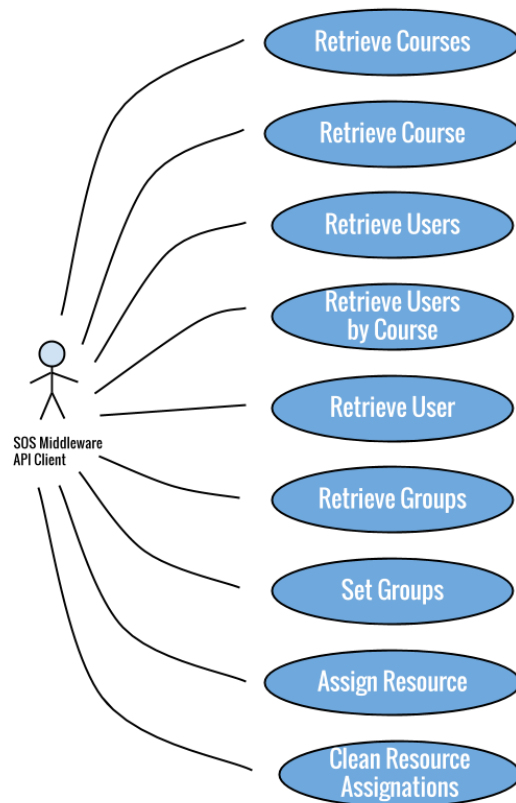 Retrieve Courses
Retrieve Course
Retrieve Users
Retrieve Users
by Course
Retrieve User
SOS Middleware
API Client
Retrieve Groups
Set Groups
Assign Resource
Clean Resource
Assignations